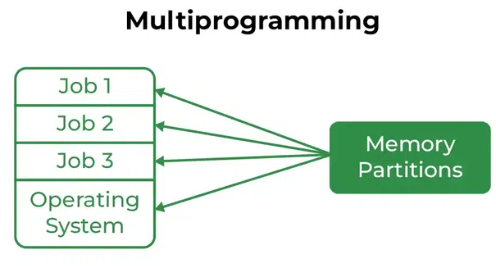 Multiprogramming
Job 1
Job 2
Job 3
Operating
System
Memory
Partitions